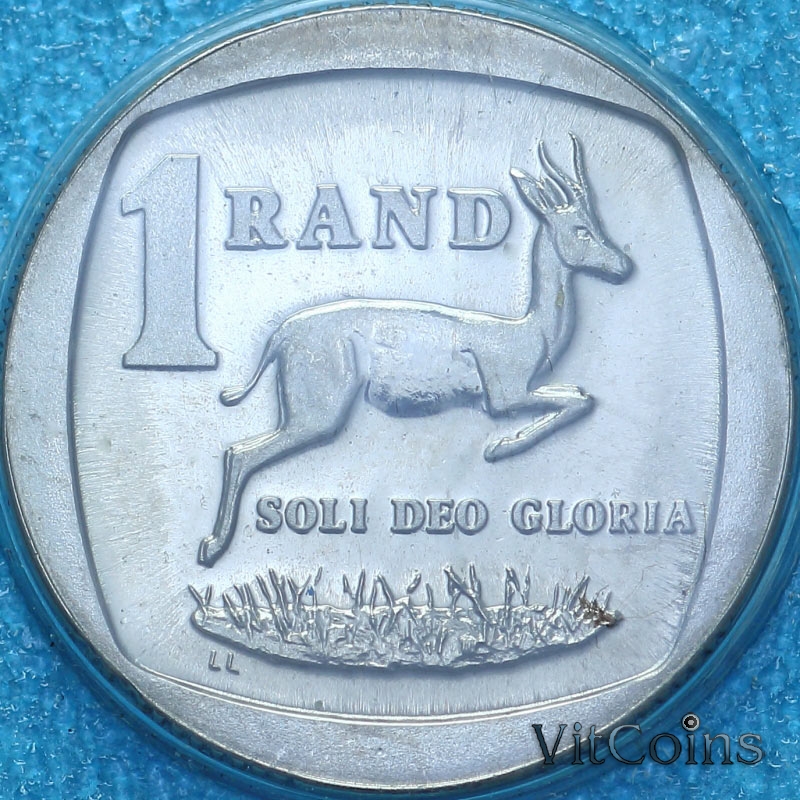 1 RAND
SOLI DEO GLORIA
LL
VitCoins